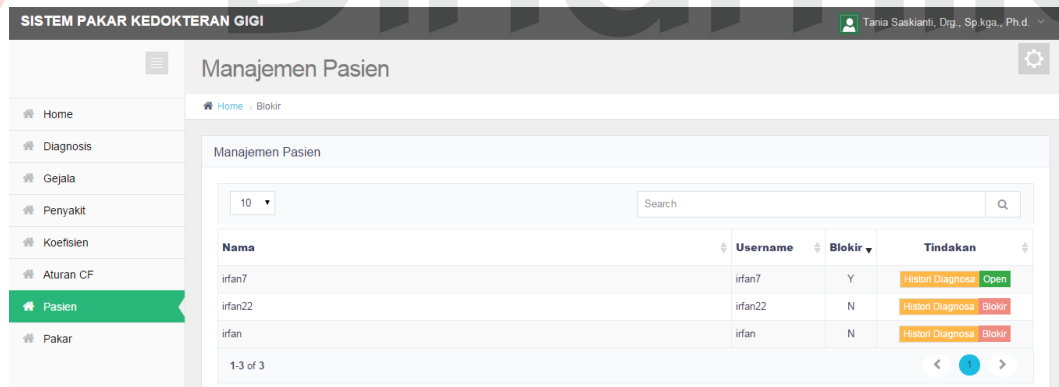 SISTEM PAKAR KEDOKTERAN GIGI
Tania Saskianti, Drg., Sp.kga., Ph.d.
Manajemen Pasien
Home › Blokir
Home
Diagnosis
Gejala
Penyakit
Koefisien
Aturan CF
Pasien
Pakar
Manajemen Pasien
10
Search
Nama Username Blokir Tindakan
irfan7 irfan7 Y Histori Diagnosa Open
irfan22 irfan22 N Histori Diagnosa Blokir
irfan irfan N Histori Diagnosa Blokir
1-3 of 3
1